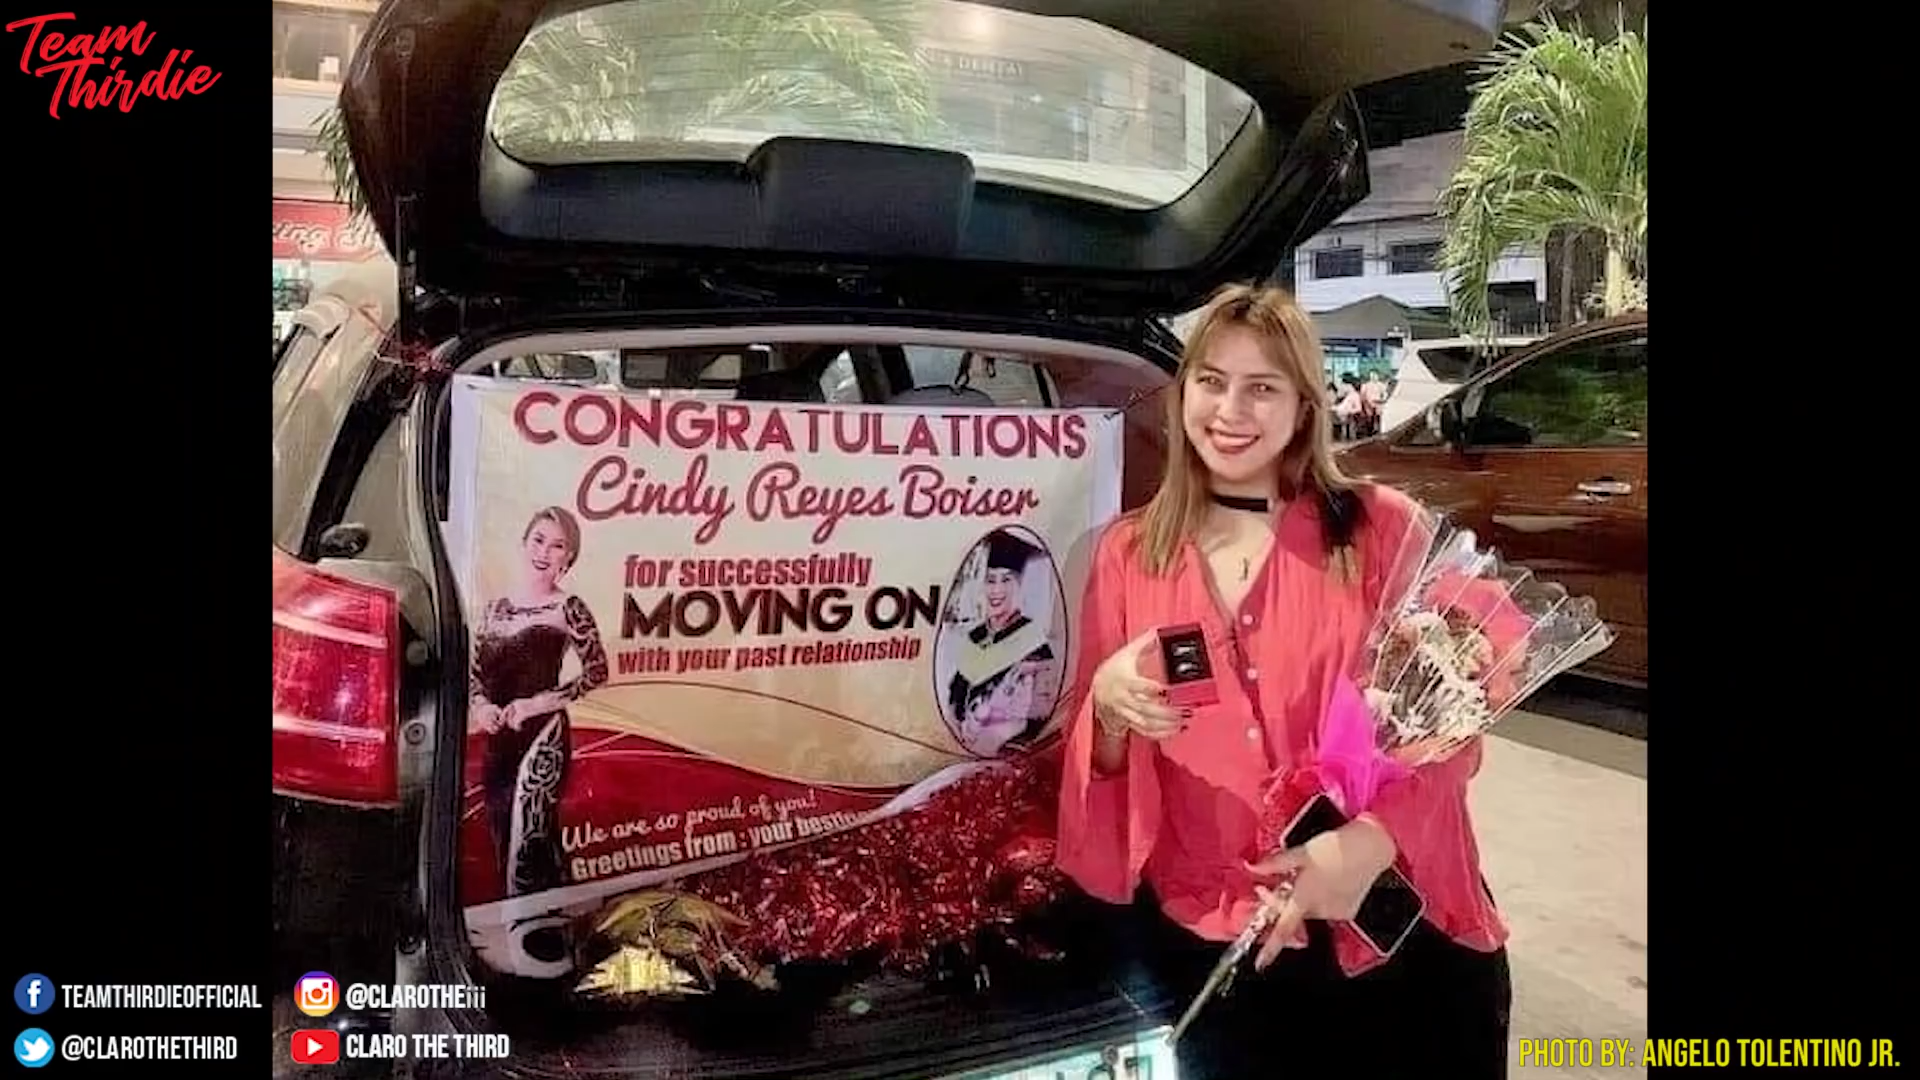 Team
Thirdie
CONGRATULATIONS
Cindy Reyes Boiser
for successfully
MOVING ON
with your past relationship
We are so proud of you!
Greetings from : your
TEAMTHIRDIEOFFICIAL
@CLAROTHEiii
@CLAROTHETHIRD
CLARO THE THIRD
PHOTO BY: ANGELO TOLENTINO JR.